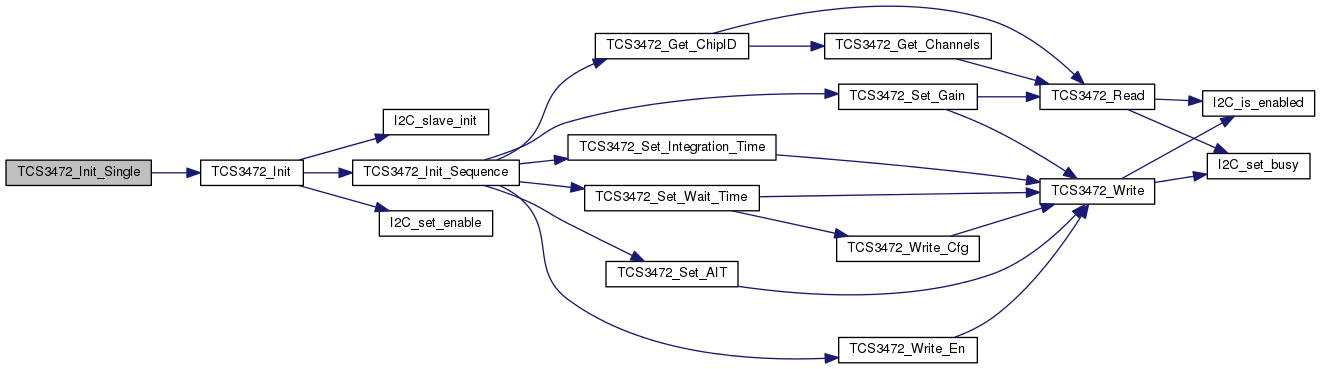 TCS3472_Init_Single
TCS3472_Init
I2C_slave_init
TCS3472_Init_Sequence
I2C_set_enable
TCS3472_Get_ChipID
TCS3472_Get_Channels
TCS3472_Set_Gain
TCS3472_Set_Integration_Time
TCS3472_Set_Wait_Time
TCS3472_Write_Cfg
TCS3472_Set_AIT
TCS3472_Write_En
TCS3472_Read
TCS3472_Write
I2C_is_enabled
I2C_set_busy